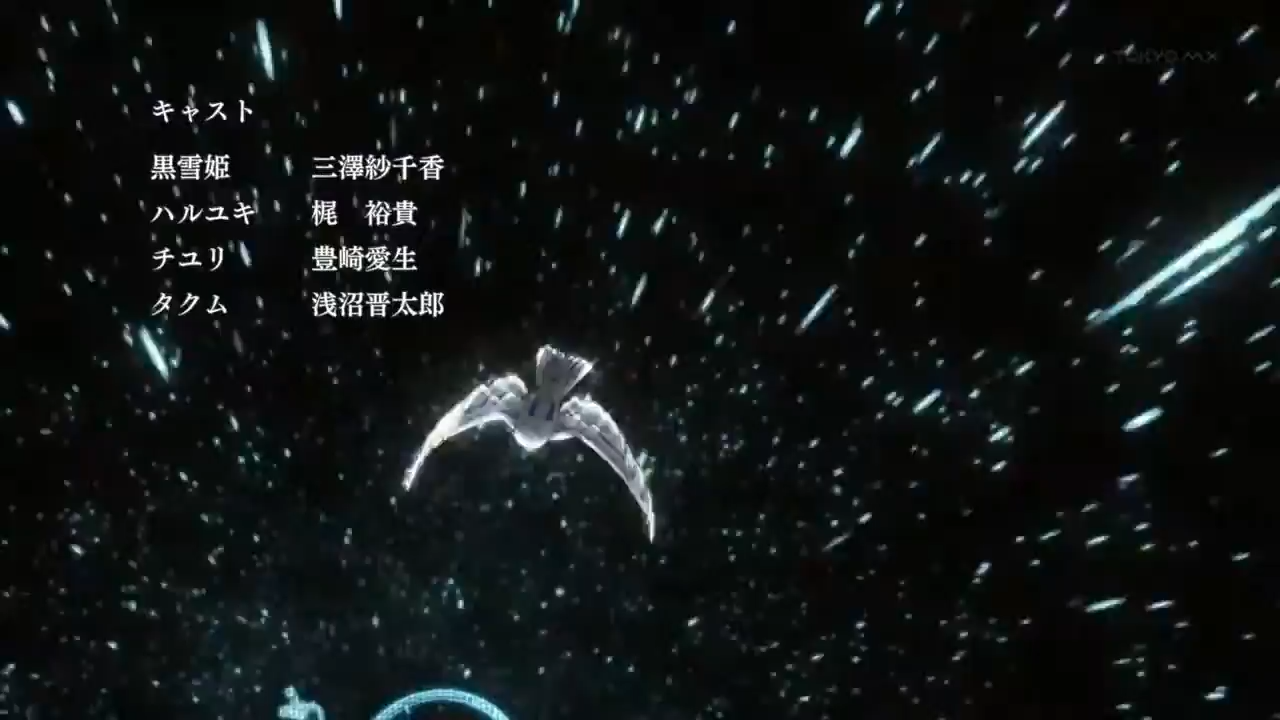 TOKYO MX
キャスト
黒雪姫　三澤紗千香
ハルユキ　梶　裕貴
チユリ　豊崎愛生
タクム　浅沼晋太郎